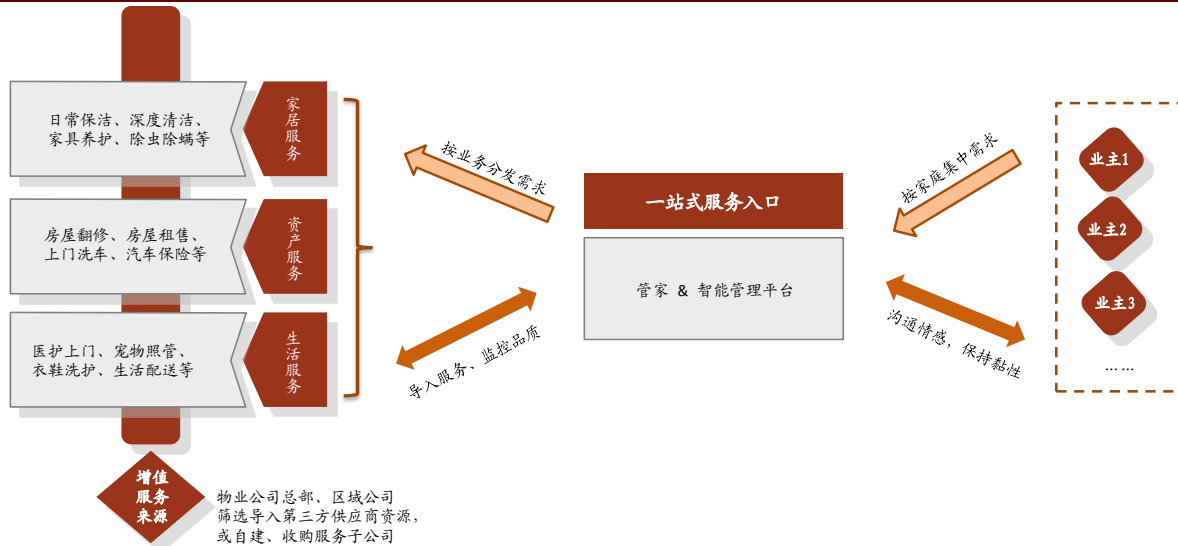 日常保洁、深度清洁、
家具养护、除虫除螨等
家居服务
房屋翻修、房屋租售、
上门洗车、汽车保险等
资产服务
医护上门、宠物照管、
衣鞋洗护、生活配送等
生活服务
增值
服务
来源
物业公司总部、区域公司
筛选导入第三方供应商资源，
或自建、收购服务子公司
按业务分发需求
导入服务、监控品质
一站式服务入口
管家 & 智能管理平台
按家庭集中需求
沟通情感，保持黏性
业主1
业主2
业主3
……